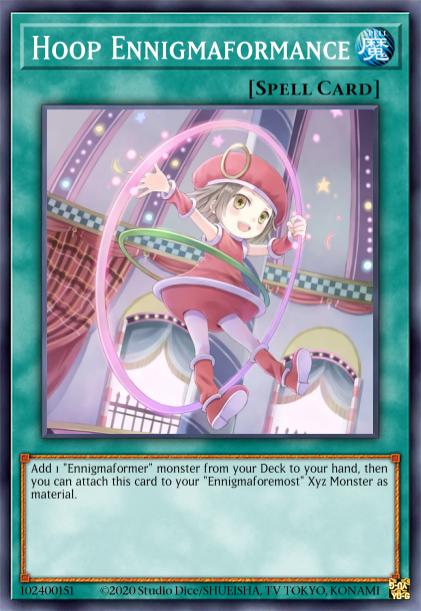 Hoop Ennigmaformance
SPELL
魔
[Spell Card]
Add 1 "Ennigmaformer" monster from your Deck to your hand, then
you can attach this card to your "Ennigmaforemost" Xyz Monster as
material.
102400151 ©2020 Studio Dice/SHUEISHA, TV TOKYO, KONAMI